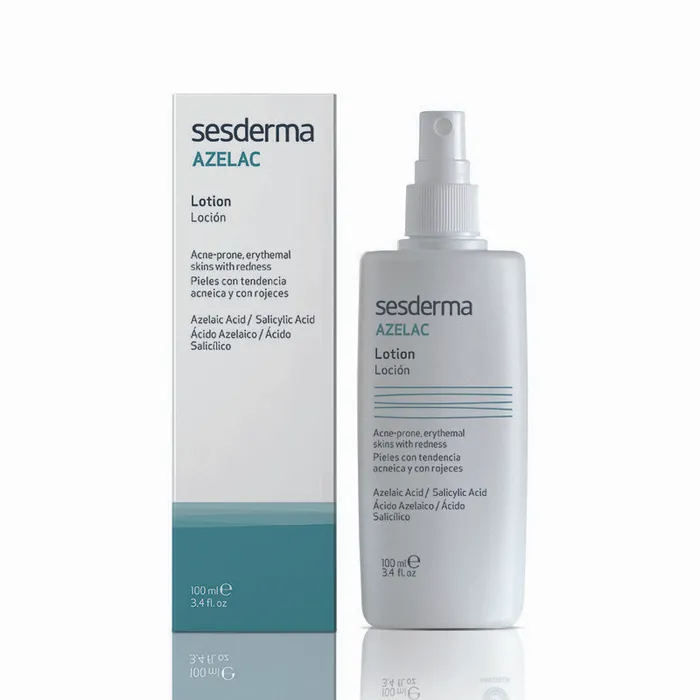 sesderma
AZELAC
Lotion
Loción
Acne-prone, erythemal
skins with redness
Pieles con tendencia
acneica y con rojeces
Azelaic Acid / Salicylic Acid
Ácido Azelaico / Ácido
Salicílico
100 ml ℮
3.4 fl. oz
sesderma
AZELAC
Lotion
Loción
Acne-prone, erythemal
skins with redness
Pieles con tendencia
acneica y con rojeces
Azelaic Acid / Salicylic Acid
Ácido Azelaico / Ácido
Salicílico
100 ml ℮
3.4 fl. oz